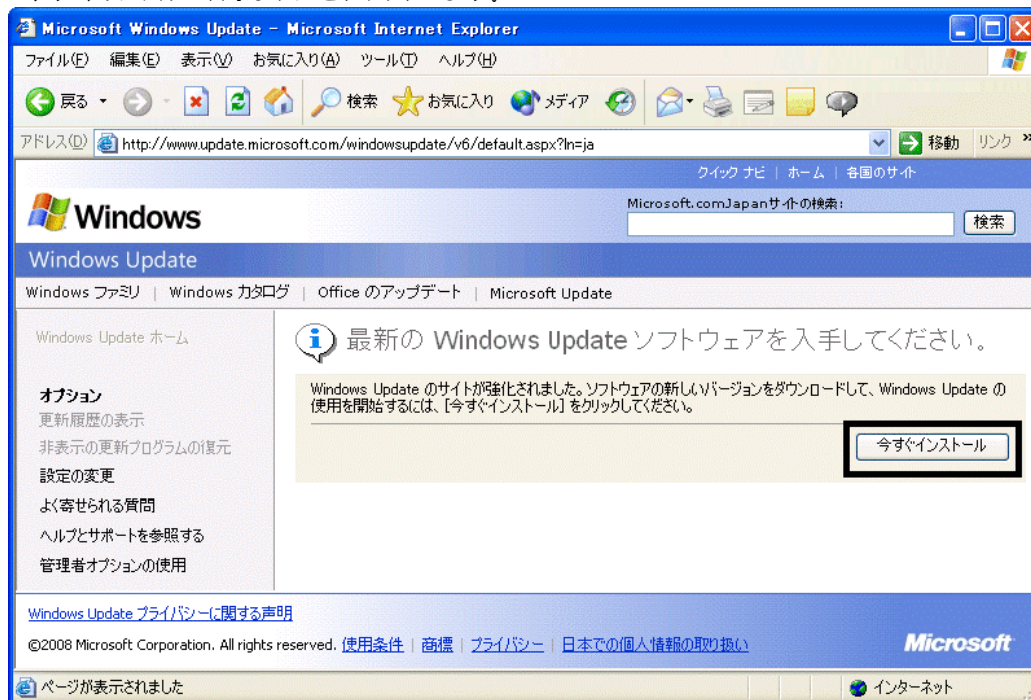 Microsoft Windows Update - Microsoft Internet Explorer
ファイル(F) 編集(E) 表示(V) お気に入り(A) ツール(T) ヘルプ(H)
戻る 検索 お気に入り メディア
アドレス(D) http://www.update.microsoft.com/windowsupdate/v6/default.aspx?ln=ja 移動 リンク »
クイック ナビ | ホーム | 各国のサイト
Windows
Microsoft.comJapanサイトの検索:
検索
Windows Update
Windows ファミリ | Windows カタログ | Office のアップデート | Microsoft Update
Windows Update ホーム
オプション
更新履歴の表示
非表示の更新プログラムの復元
設定の変更
よく寄せられる質問
ヘルプとサポートを参照する
管理者オプションの使用
最新の Windows Update ソフトウェアを入手してください。
Windows Update のサイトが強化されました。ソフトウェアの新しいバージョンをダウンロードして、Windows Update の
使用を開始するには、[今すぐインストール] をクリックしてください。
今すぐインストール
Windows Update プライバシーに関する声明
©2008 Microsoft Corporation. All rights reserved. 使用条件 | 商標 | プライバシー | 日本での個人情報の取り扱い
Microsoft
ページが表示されました
インターネット